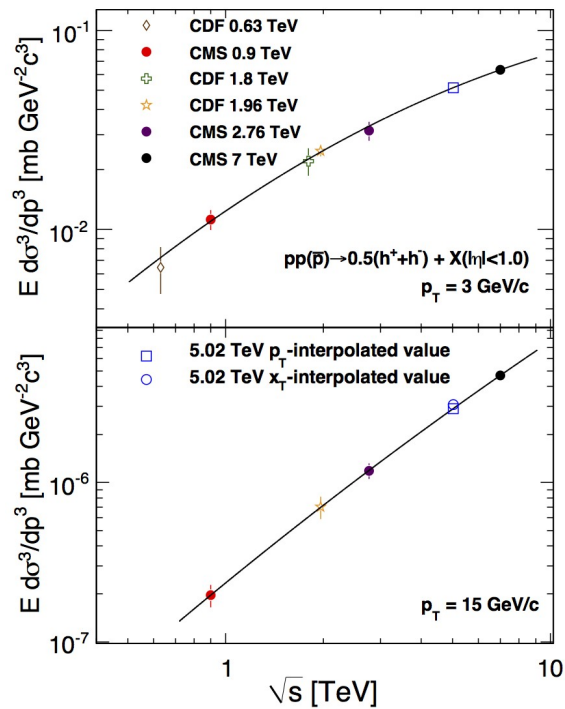 10⁻¹
10⁻²
E dσ³/dp³ [mb GeV⁻²c³]
CDF 0.63 TeV
CMS 0.9 TeV
CDF 1.8 TeV
CDF 1.96 TeV
CMS 2.76 TeV
CMS 7 TeV
pp(p̅)→0.5(h⁺+h⁻) + X(|η|<1.0)
p_T = 3 GeV/c
10⁻⁶
10⁻⁷
E dσ³/dp³ [mb GeV⁻²c³]
5.02 TeV p_T-interpolated value
5.02 TeV x_T-interpolated value
p_T = 15 GeV/c
1 10
√s [TeV]